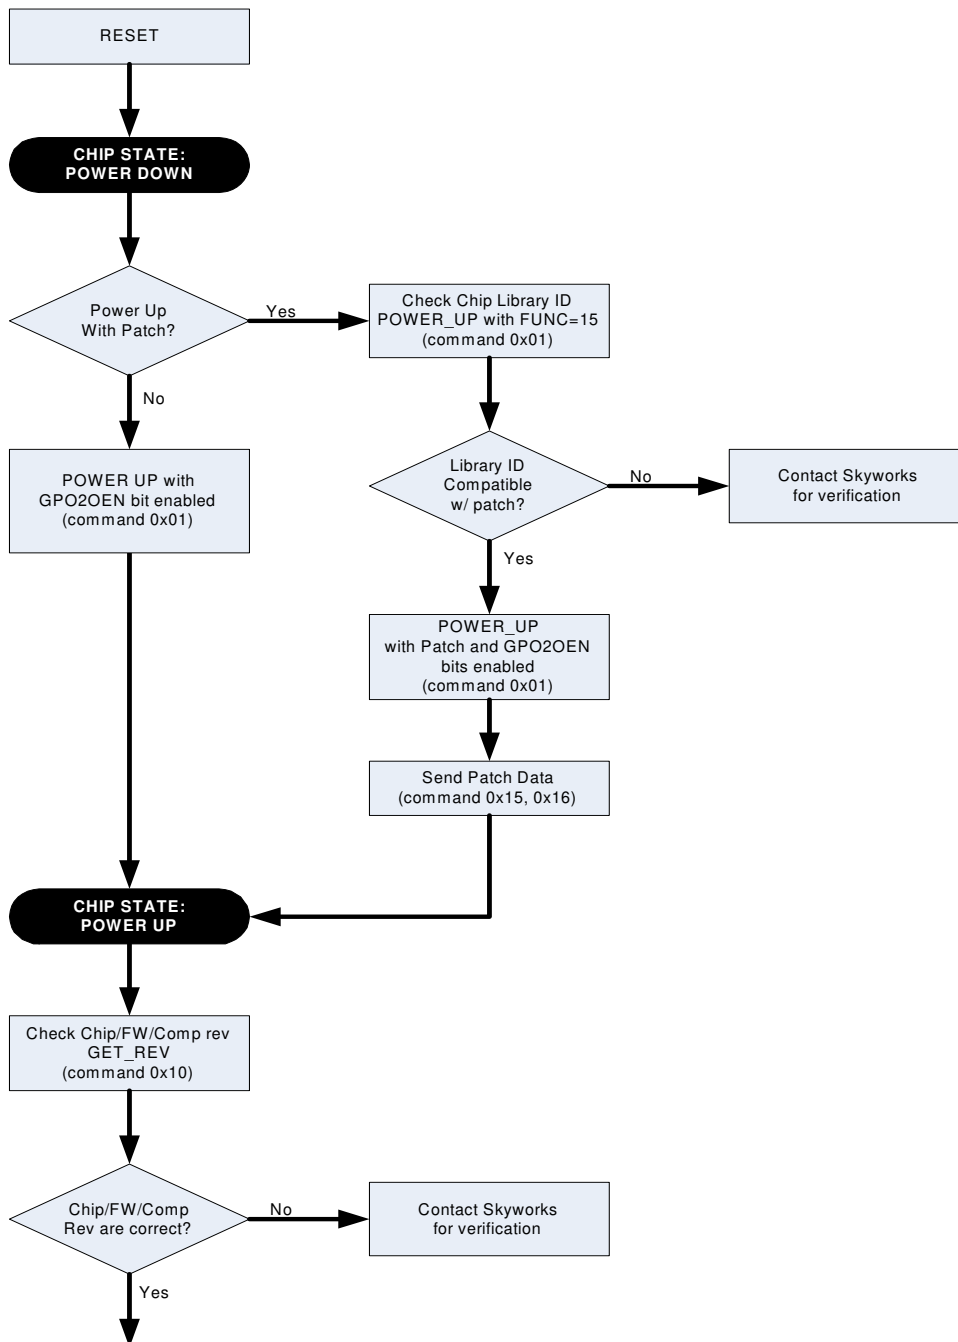 RESET
CHIP STATE:
POWER DOWN
Power Up
With Patch?
Yes
Check Chip Library ID
POWER_UP with FUNC=15
(command 0x01)
No
POWER UP with
GPO2OEN bit enabled
(command 0x01)
Library ID
Compatible
w/ patch?
No
Contact Skyworks
for verification
Yes
POWER_UP
with Patch and GPO2OEN
bits enabled
(command 0x01)
Send Patch Data
(command 0x15, 0x16)
CHIP STATE:
POWER UP
Check Chip/FW/Comp rev
GET_REV
(command 0x10)
Chip/FW/Comp
Rev are correct?
No
Contact Skyworks
for verification
Yes